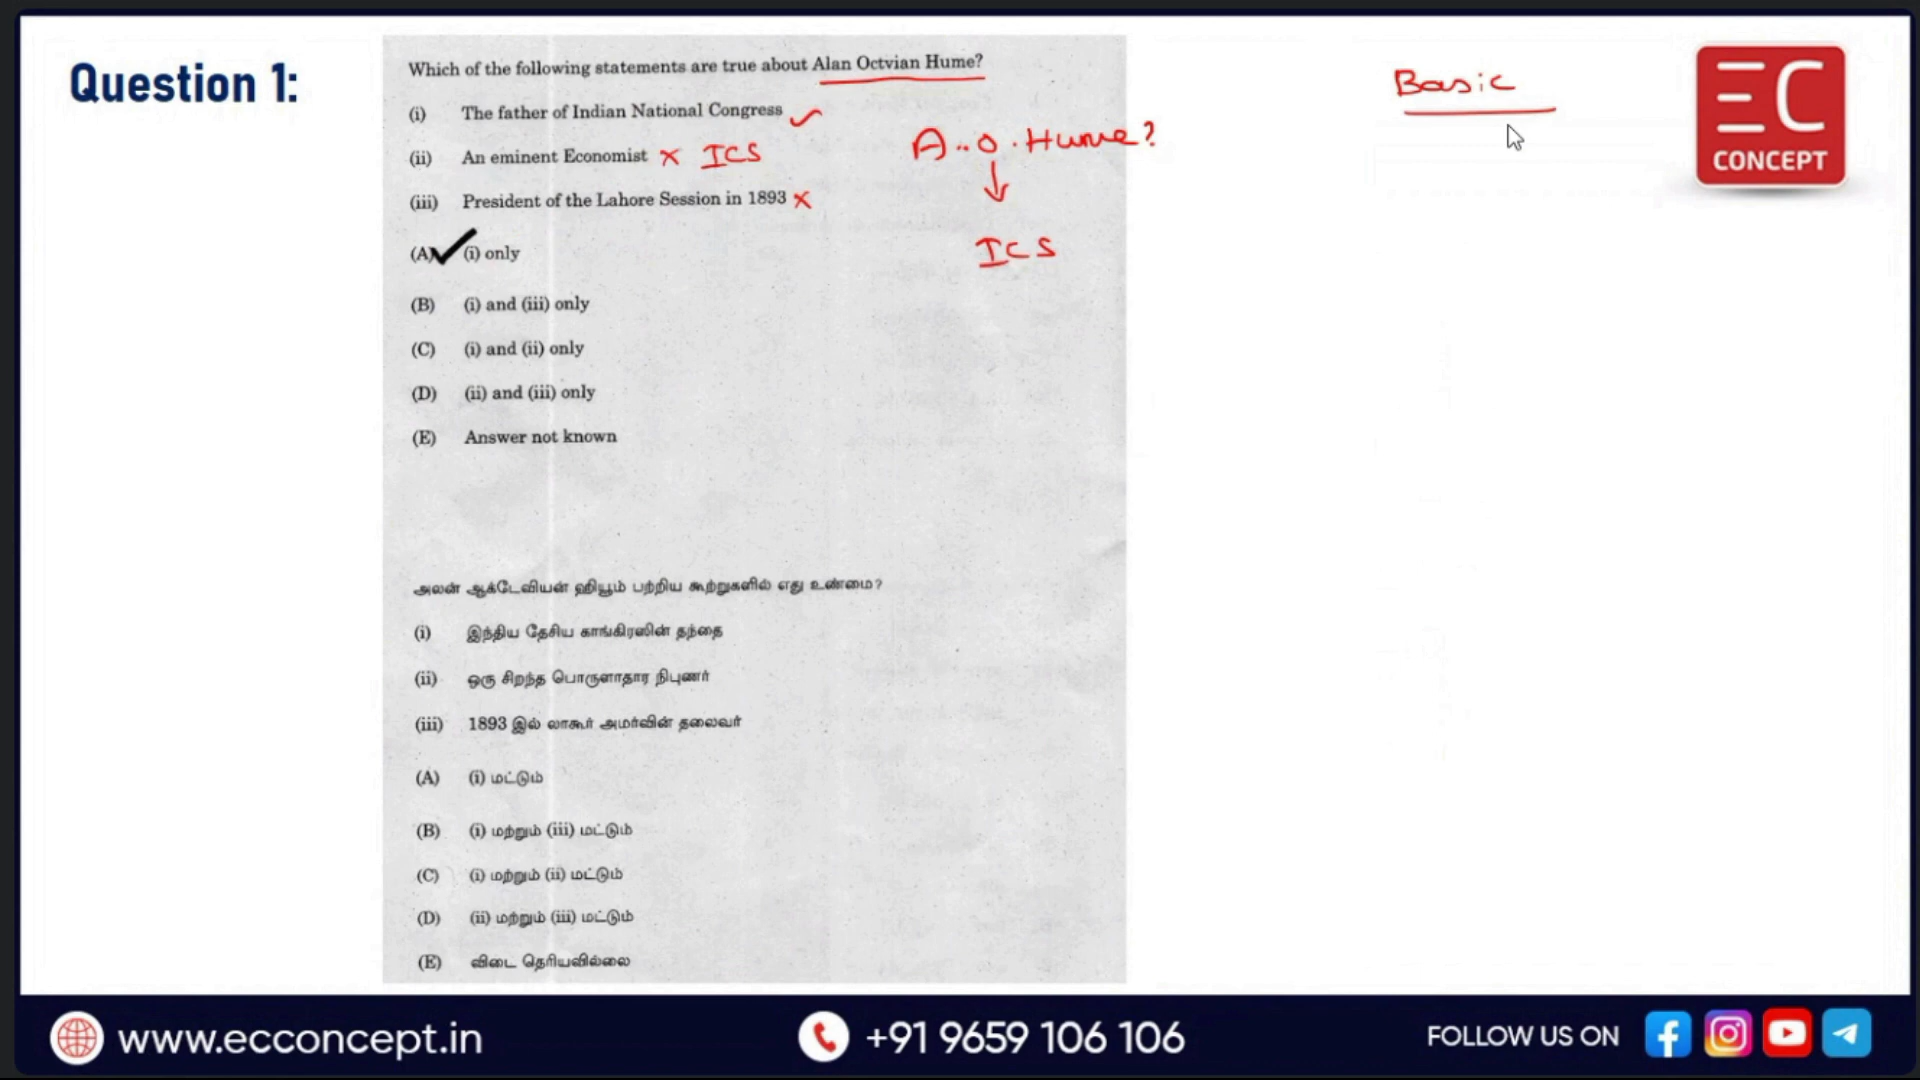 Question 1:
Which of the following statements are true about Alan Octvian Hume?
(i) The father of Indian National Congress
(ii) An eminent Economist x ICS
(iii) President of the Lahore Session in 1893 x
(A) (i) only
(B) (i) and (iii) only
(C) (i) and (ii) only
(D) (ii) and (iii) only
(E) Answer not known
A..O.Hume?
ICS
Basic
EC
CONCEPT
அலன் ஆக்டேவியன் ஹியூம் பற்றிய கூற்றுகளில் எது உண்மை?
(i) இந்திய தேசிய காங்கிரஸின் தந்தை
(ii) ஒரு சிறந்த பொருளாதார நிபுணர்
(iii) 1893 இல் லாகூர் அமர்வின் தலைவர்
(A) (i) மட்டும்
(B) (i) மற்றும் (iii) மட்டும்
(C) (i) மற்றும் (ii) மட்டும்
(D) (ii) மற்றும் (iii) மட்டும்
(E) விடை தெரியவில்லை
www.ecconcept.in
+91 9659 106 106
FOLLOW US ON